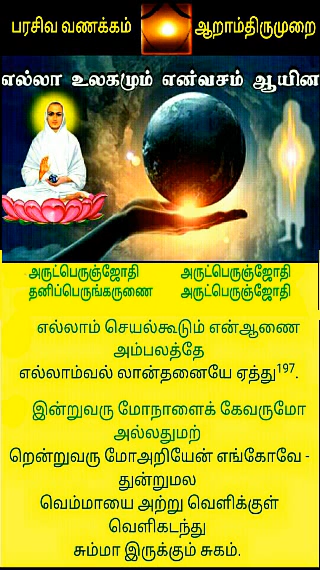 பரசிவ வணக்கம் ஆறாம்திருமுறை
எல்லா உலகமும் என்வசம் ஆயின
அருட்பெருஞ்ஜோதி அருட்பெருஞ்ஜோதி
தனிப்பெருங்கருணை அருட்பெருஞ்ஜோதி
எல்லாம் செயல்கூடும் என்ஆணை
அம்பலத்தே
எல்லாம்வல் லான்தனையே ஏத்து197.
இன்றுவரு மோநாளைக் கேவருமோ
அல்லதுமற்
றென்றுவரு மோஅறியேன் எங்கோவே -
துன்றுமல
வெம்மாயை அற்று வெளிக்குள்
வெளிகடந்து
சும்மா இருக்கும் சுகம்.